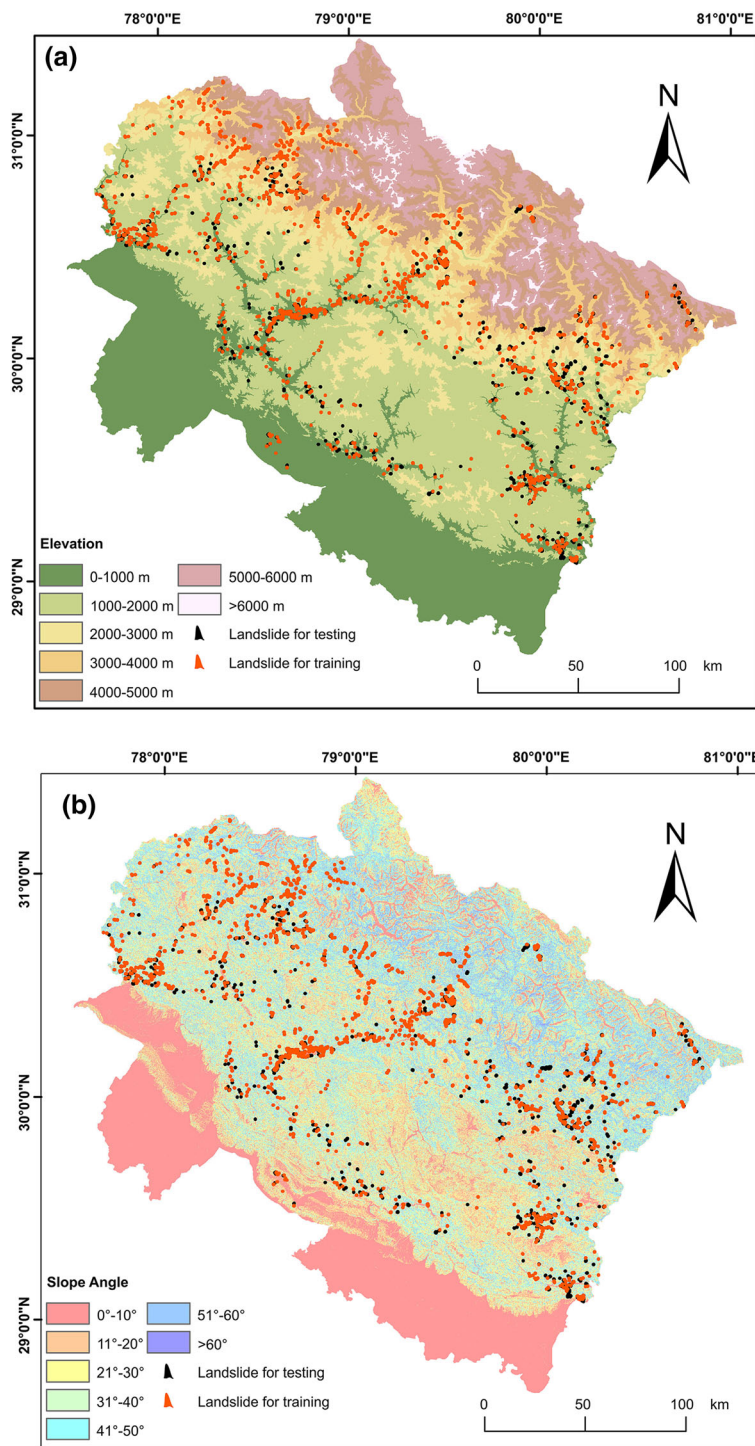 78°0'0"E 79°0'0"E 80°0'0"E 81°0'0"E
(a)
N
31°0'0"N
30°0'0"N
29°0'0"N
Elevation
0-1000 m
1000-2000 m
2000-3000 m
3000-4000 m
4000-5000 m
5000-6000 m
>6000 m
Landslide for testing
Landslide for training
0 50 100 km
78°0'0"E 79°0'0"E 80°0'0"E 81°0'0"E
(b)
N
31°0'0"N
30°0'0"N
29°0'0"N
Slope Angle
0°-10°
11°-20°
21°-30°
31°-40°
41°-50°
51°-60°
>60°
Landslide for testing
Landslide for training
0 50 100 km